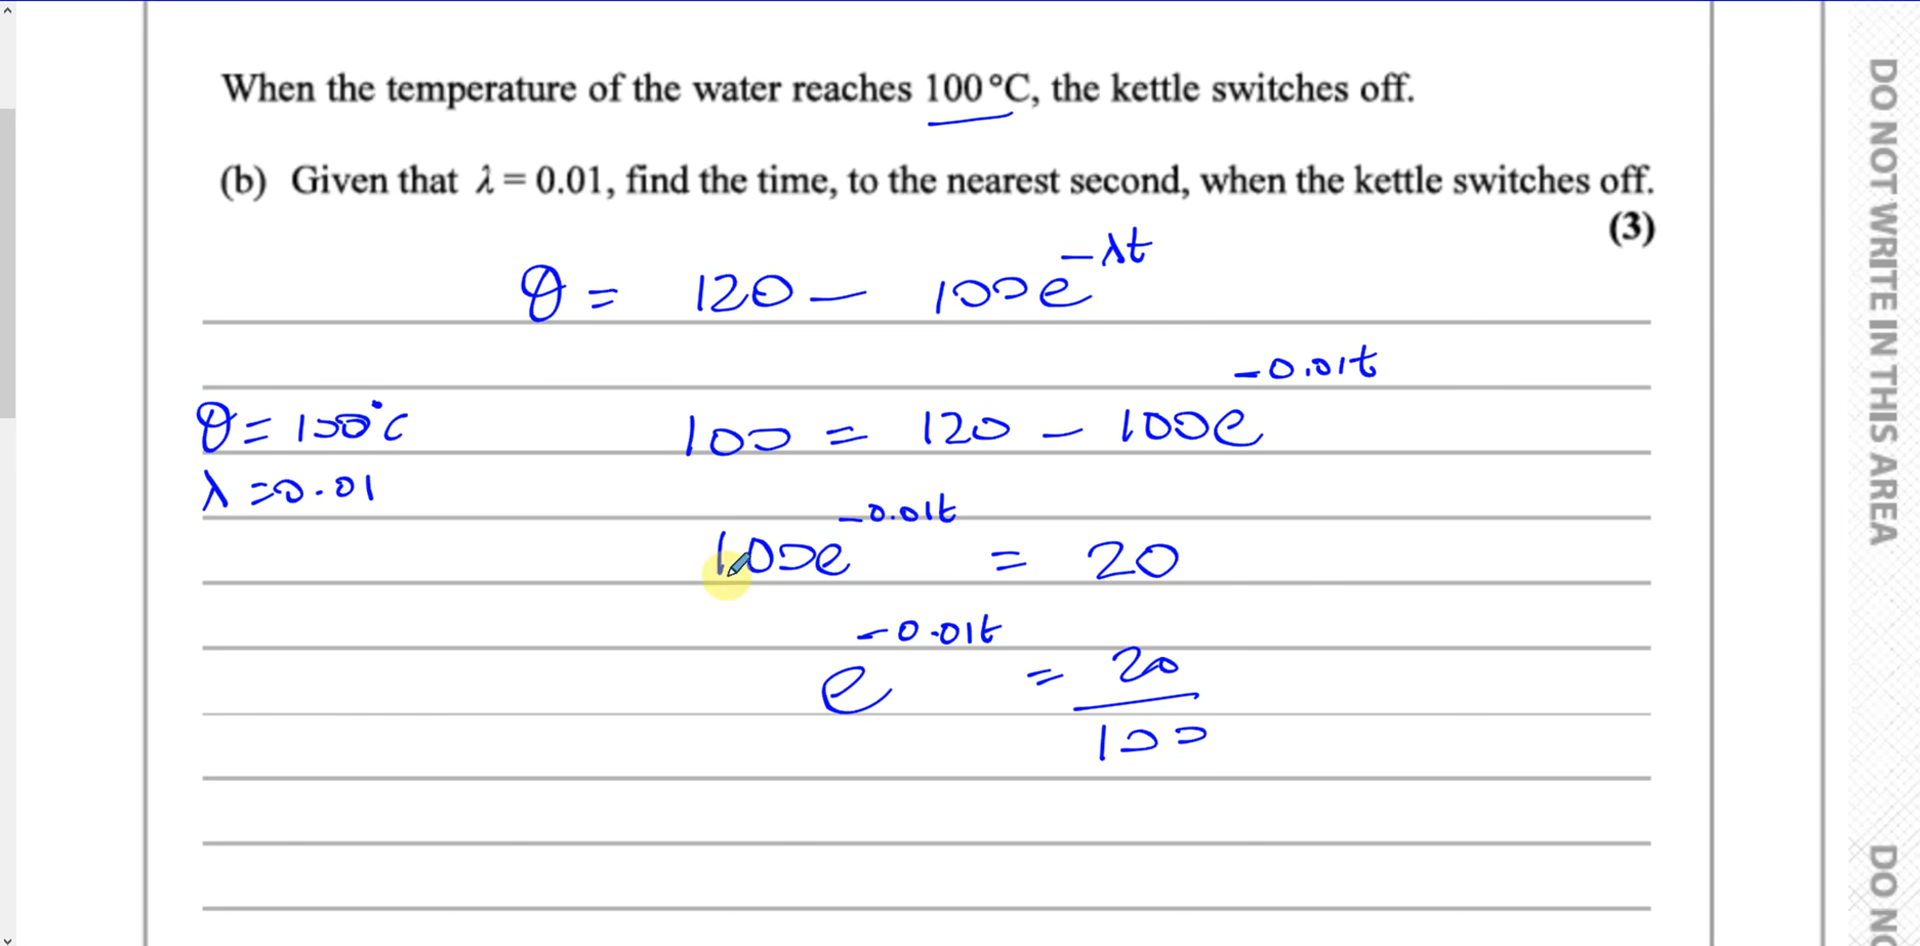 When the temperature of the water reaches 100 °C, the kettle switches off.
(b) Given that λ = 0.01, find the time, to the nearest second, when the kettle switches off.
(3)
θ = 120 – 100e^{–λt}
θ = 100°C
100 = 120 – 100e^{–0.01t}
λ = 0.01
100e^{–0.01t} = 20
e^{–0.01t} = 20/100
DO NOT WRITE IN THIS AREA
DO NO